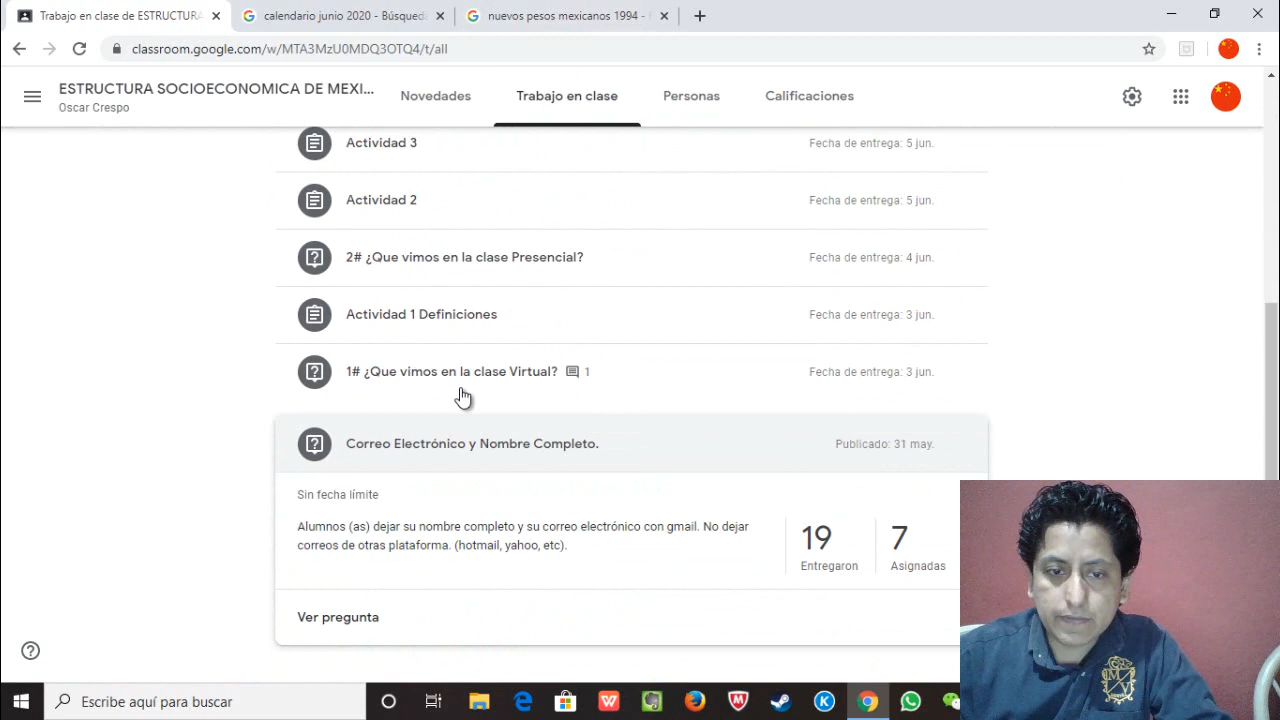 Trabajo en clase de ESTRUCTURA
calendario junio 2020 - Búsqueda
nuevos pesos mexicanos 1994 -
classroom.google.com/w/MTA3MzU0MDQ3OTQ4/t/all
ESTRUCTURA SOCIOECONOMICA DE MEXI...
Oscar Crespo
Novedades
Trabajo en clase
Personas
Calificaciones
Actividad 3
Fecha de entrega: 5 jun.
Actividad 2
Fecha de entrega: 5 jun.
2# ¿Que vimos en la clase Presencial?
Fecha de entrega: 4 jun.
Actividad 1 Definiciones
Fecha de entrega: 3 jun.
1# ¿Que vimos en la clase Virtual? 1
Fecha de entrega: 3 jun.
Correo Electrónico y Nombre Completo.
Publicado: 31 may.
Sin fecha límite
Alumnos (as) dejar su nombre completo y su correo electrónico con gmail. No dejar
correos de otras plataforma. (hotmail, yahoo, etc).
19
Entregaron
7
Asignadas
Ver pregunta
Escribe aquí para buscar